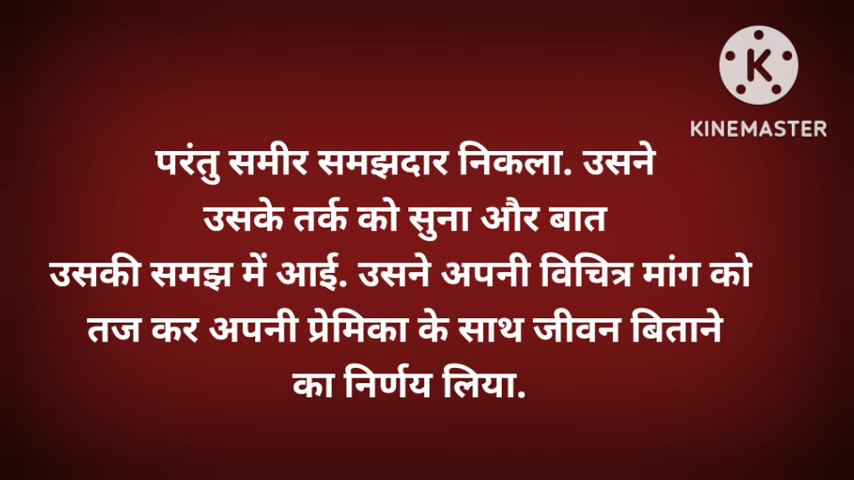 K
KINEMASTER
परंतु समीर समझदार निकला. उसने
उसके तर्क को सुना और बात
उसकी समझ में आई. उसने अपनी विचित्र मांग को
तज कर अपनी प्रेमिका के साथ जीवन बिताने
का निर्णय लिया.